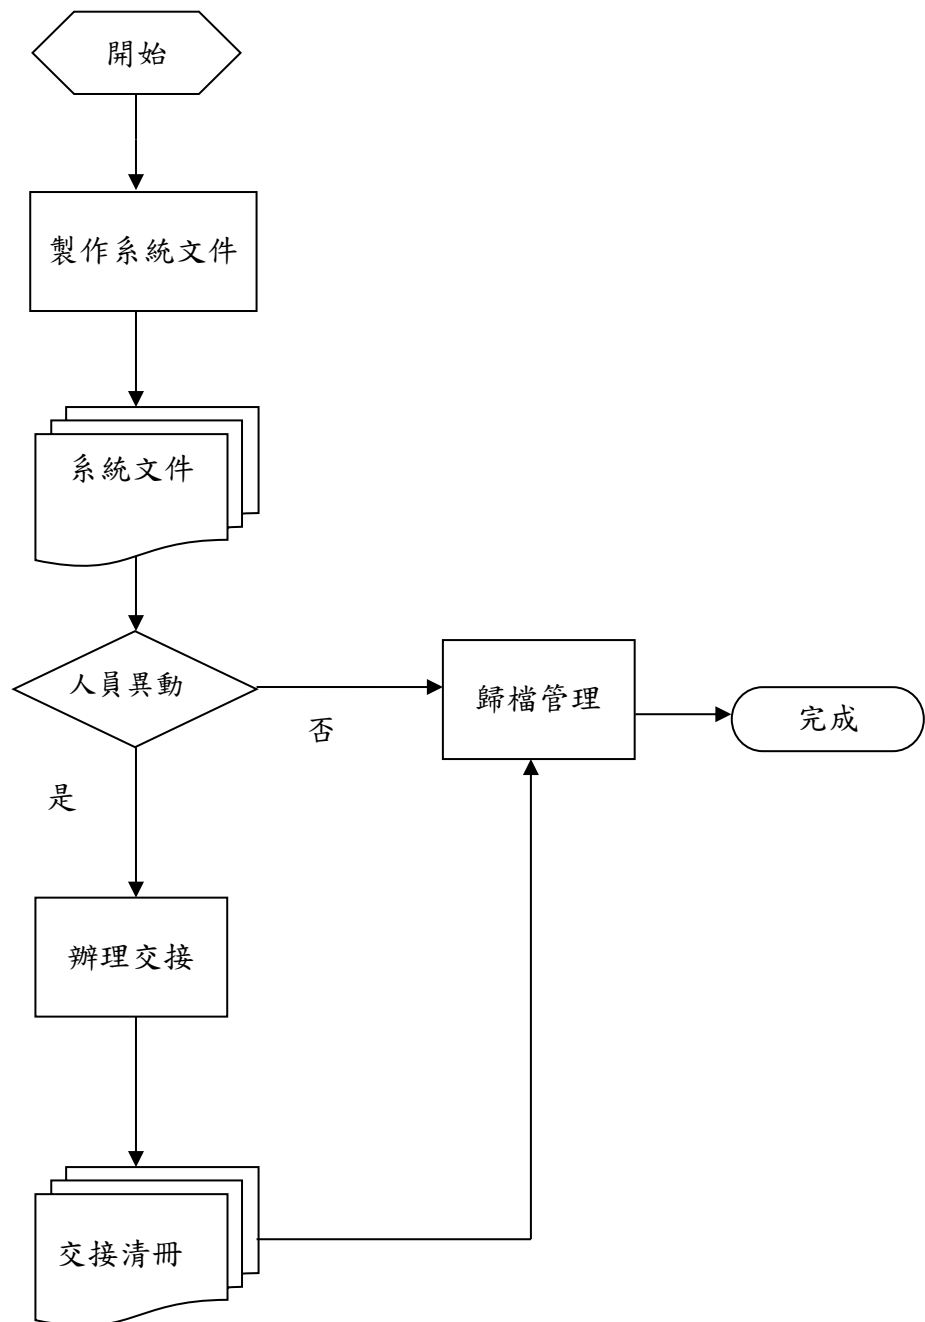 開始
製作系統文件
系統文件
人員異動
否
歸檔管理
完成
是
辦理交接
交接清冊